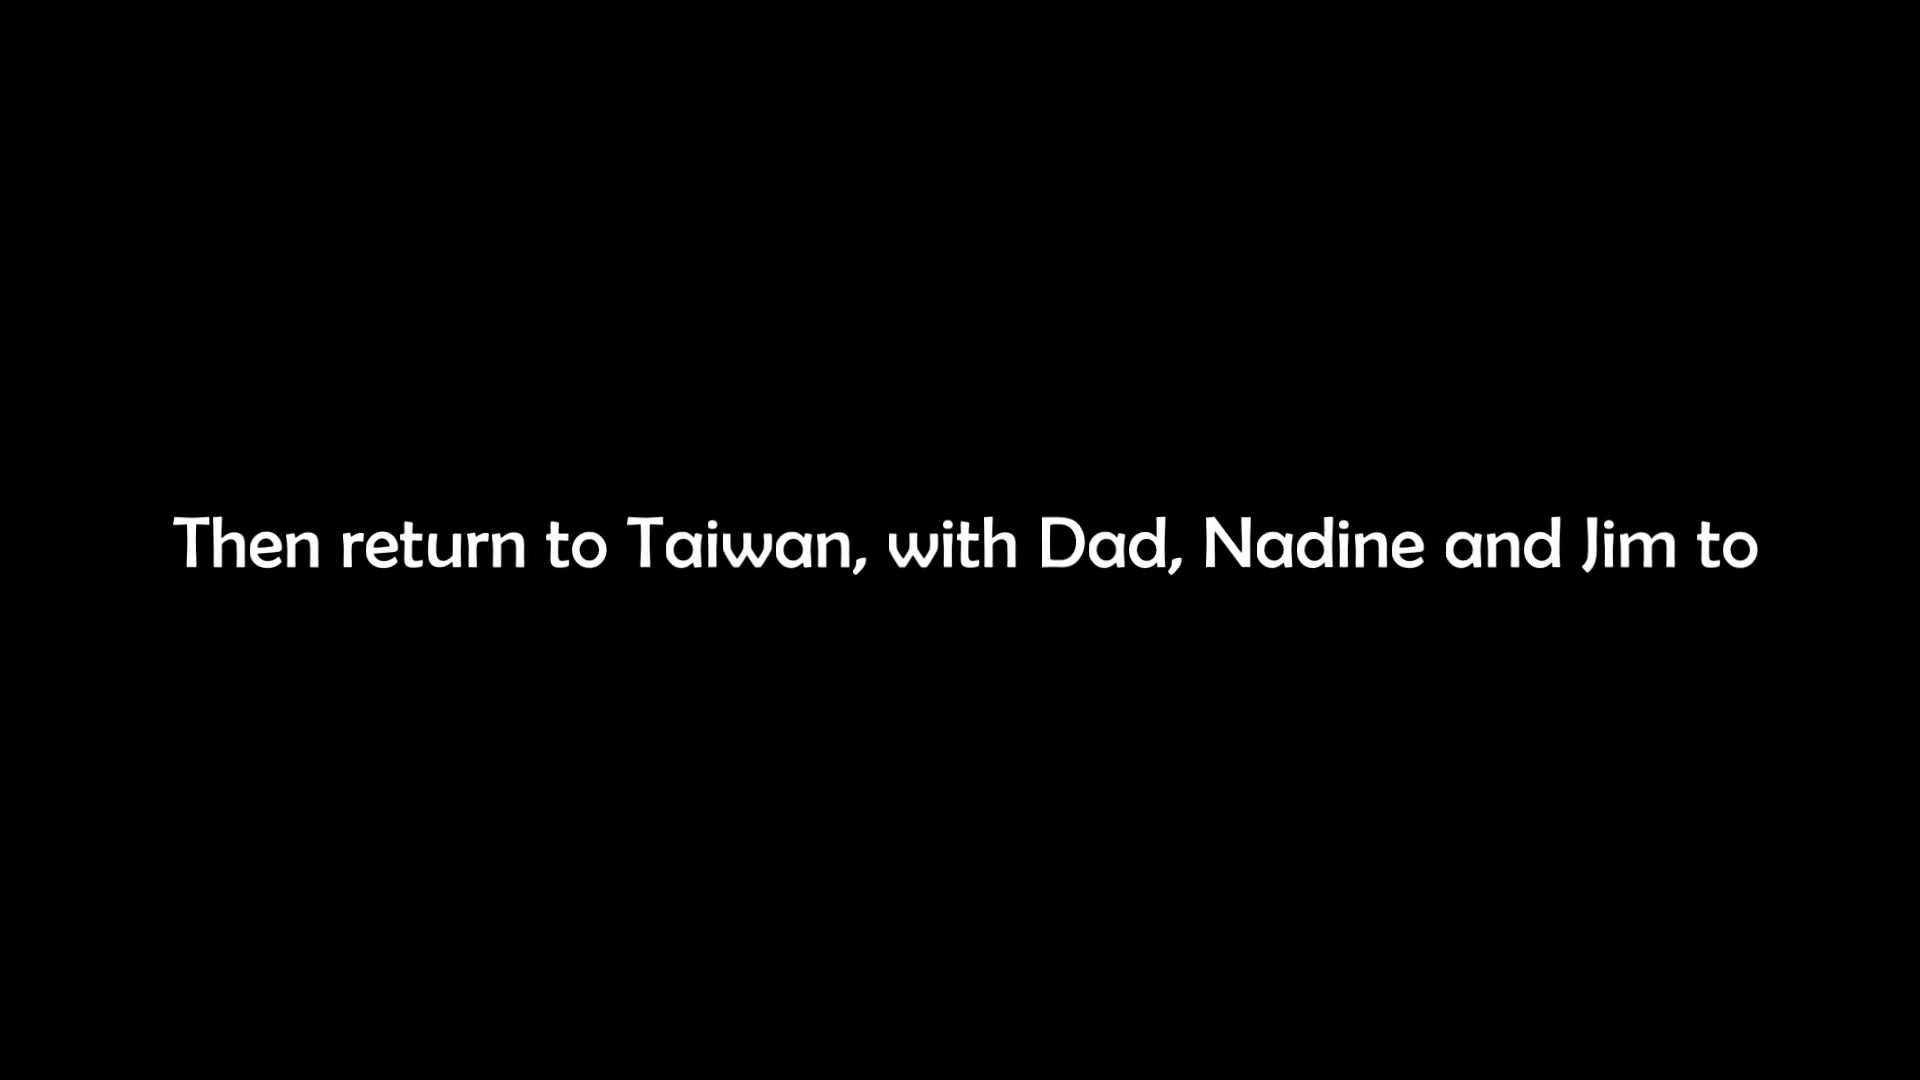 Then return to Taiwan, with Dad, Nadine and Jim to